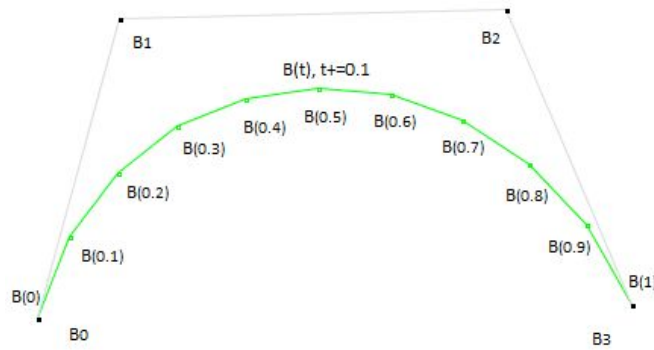 B1
B2
B(t), t+=0.1
B(0.5)
B(0.4)
B(0.6)
B(0.3)
B(0.7)
B(0.2)
B(0.8)
B(0.1)
B(0.9)
B(0)
B(1)
B0
B3